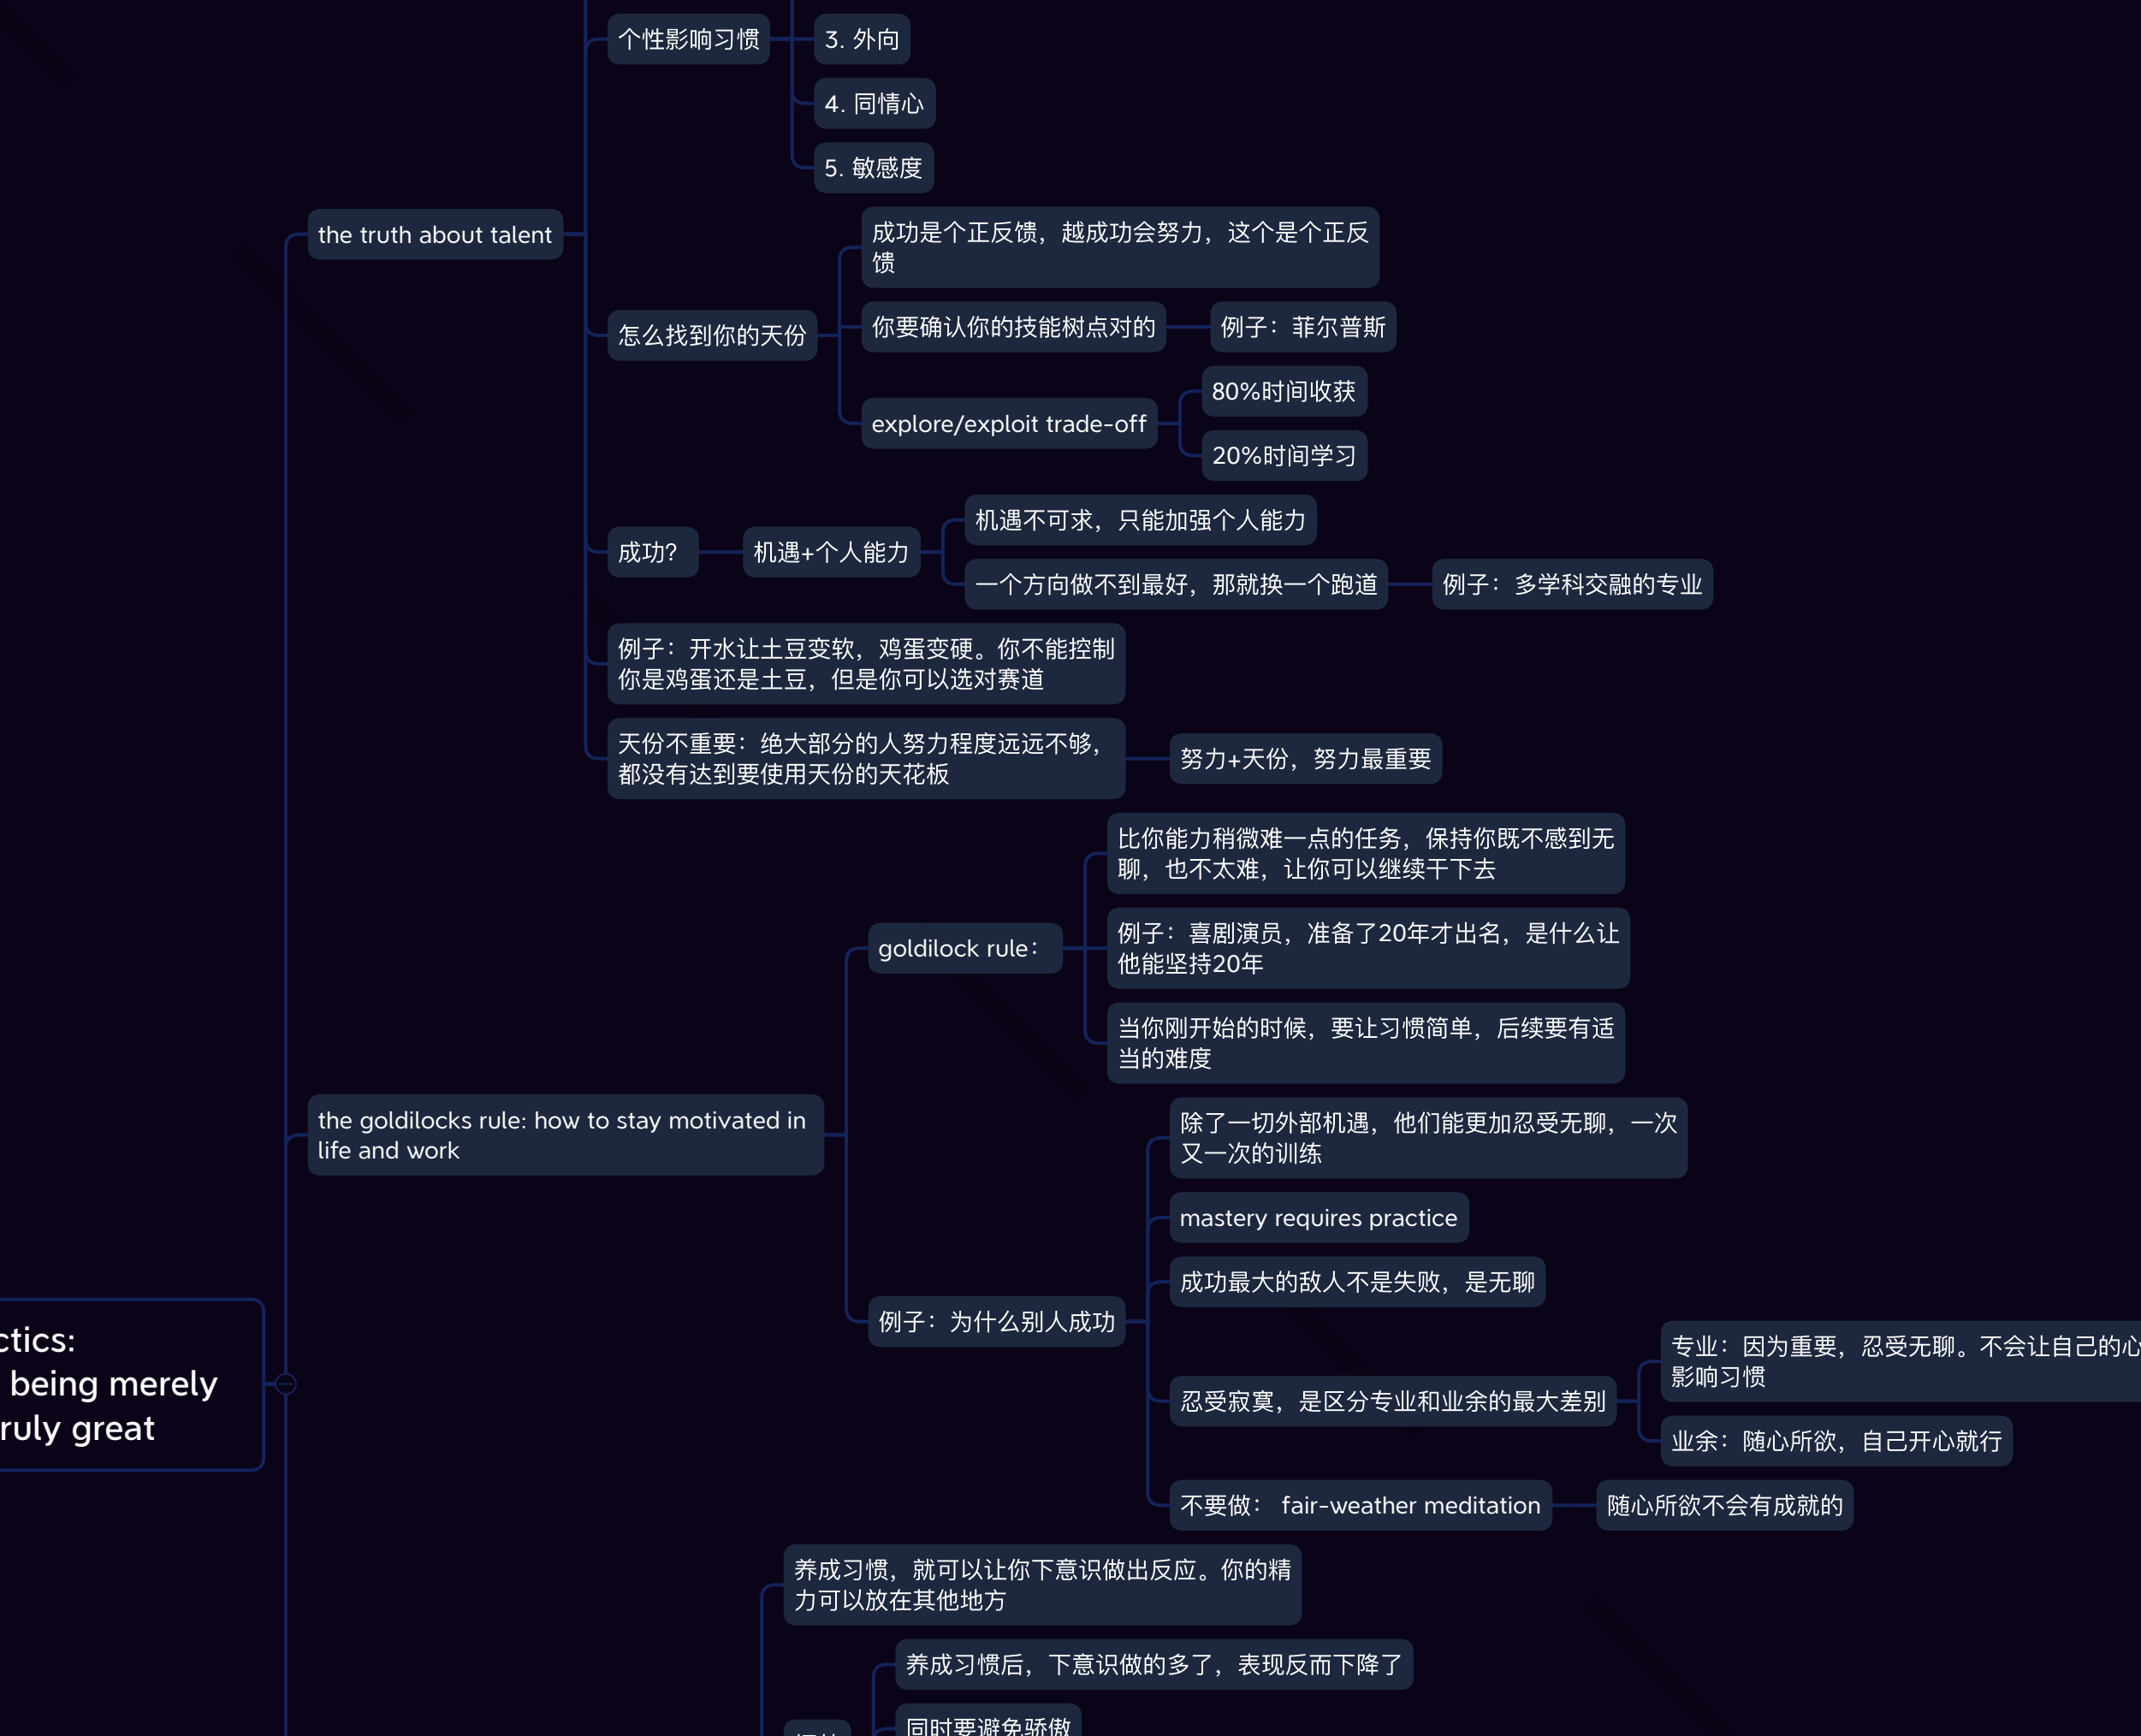 个性影响习惯
3. 外向
4. 同情心
5. 敏感度
the truth about talent
怎么找到你的天份
成功是个正反馈，越成功会努力，这个是个正反
馈
你要确认你的技能树点对的
例子：菲尔普斯
explore/exploit trade-off
80%时间收获
20%时间学习
成功？
机遇+个人能力
机遇不可求，只能加强个人能力
一个方向做不到最好，那就换一个跑道
例子：多学科交融的专业
例子：开水让土豆变软，鸡蛋变硬。你不能控制
你是鸡蛋还是土豆，但是你可以选对赛道
天份不重要：绝大部分的人努力程度远远不够，
都没有达到要使用天份的天花板
努力+天份，努力最重要
the goldilocks rule: how to stay motivated in
life and work
goldilock rule：
比你能力稍微难一点的任务，保持你既不感到无
聊，也不太难，让你可以继续干下去
例子：喜剧演员，准备了20年才出名，是什么让
他能坚持20年
当你刚开始的时候，要让习惯简单，后续要有适
当的难度
例子：为什么别人成功
除了一切外部机遇，他们能更加忍受无聊，一次
又一次的训练
mastery requires practice
成功最大的敌人不是失败，是无聊
忍受寂寞，是区分专业和业余的最大差别
专业：因为重要，忍受无聊。不会让自己的心
影响习惯
业余：随心所欲，自己开心就行
不要做： fair-weather meditation
随心所欲不会有成就的
ctics:
being merely
ruly great
养成习惯，就可以让你下意识做出反应。你的精
力可以放在其他地方
养成习惯后，下意识做的多了，表现反而下降了
同时要避免骄傲